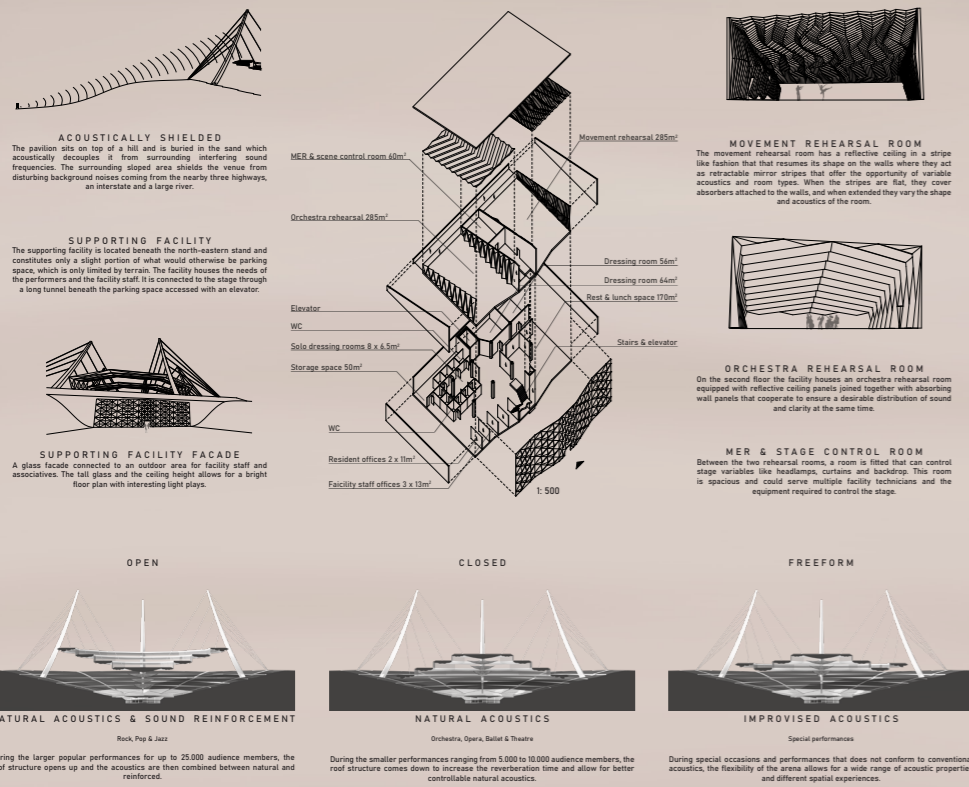 ACOUSTICALLY SHIELDED
The pavilion sits on top of a hill and is buried in the sand which
acoustically decouples it from surrounding interfering sound
frequencies. The surrounding sloped area shields the venue from
disturbing background noises coming from the nearby three highways,
an interstate and a large river.
SUPPORTING FACILITY
The supporting facility is located beneath the north-eastern stand and
constitutes only a slight portion of what would otherwise be parking
space, which is only limited by terrain. The facility houses the needs of
the performers and the facility staff. It is connected to the stage through
a long tunnel beneath the parking space accessed with an elevator.
SUPPORTING FACILITY FACADE
A glass facade connected to an outdoor area for facility staff and
associatives. The tall glass and the ceiling height allows for a bright
floor plan with interesting light plays.
MER & scene control room 60m²
Orchestra rehearsal 285m²
Elevator
WC
Solo dressing rooms 8 x 6.5m²
Storage space 50m²
WC
Resident offices 2 x 11m²
Faicility staff offices 3 x 13m²
Movement rehearsal 285m²
Dressing room 56m²
Dressing room 64m²
Rest & lunch space 170m²
Stairs & elevator
1: 500
MOVEMENT REHEARSAL ROOM
The movement rehearsal room has a reflective ceiling in a stripe
like fashion that that resumes its shape on the walls where they act
as retractable mirror stripes that offer the opportunity of variable
acoustics and room types. When the stripes are flat, they cover
absorbers attached to the walls, and when extended they vary the shape
and acoustics of the room.
ORCHESTRA REHEARSAL ROOM
On the second floor the facility houses an orchestra rehearsal room
equipped with reflective ceiling panels joined together with absorbing
wall panels that cooperate to ensure a desirable distribution of sound
and clarity at the same time.
MER & STAGE CONTROL ROOM
Between the two rehearsal rooms, a room is fitted that can control
stage variables like headlamps, curtains and backdrop. This room
is spacious and could serve multiple facility technicians and the
equipment required to control the stage.
OPEN
ATURAL ACOUSTICS & SOUND REINFORCEMENT
Rock, Pop & Jazz
ring the larger popular performances for up to 25.000 audience members, the
of structure opens up and the acoustics are then combined between natural and
reinforced.
CLOSED
NATURAL ACOUSTICS
Orchestra, Opera, Ballet & Theatre
During the smaller performances ranging from 5.000 to 10.000 audience members, the
roof structure comes down to increase the reverberation time and allow for better
controllable natural acoustics.
FREEFORM
IMPROVISED ACOUSTICS
Special performances
During special occasions and performances that does not conform to convention
acoustics, the flexibility of the arena allows for a wide range of acoustic propertie
and different spatial experiences.